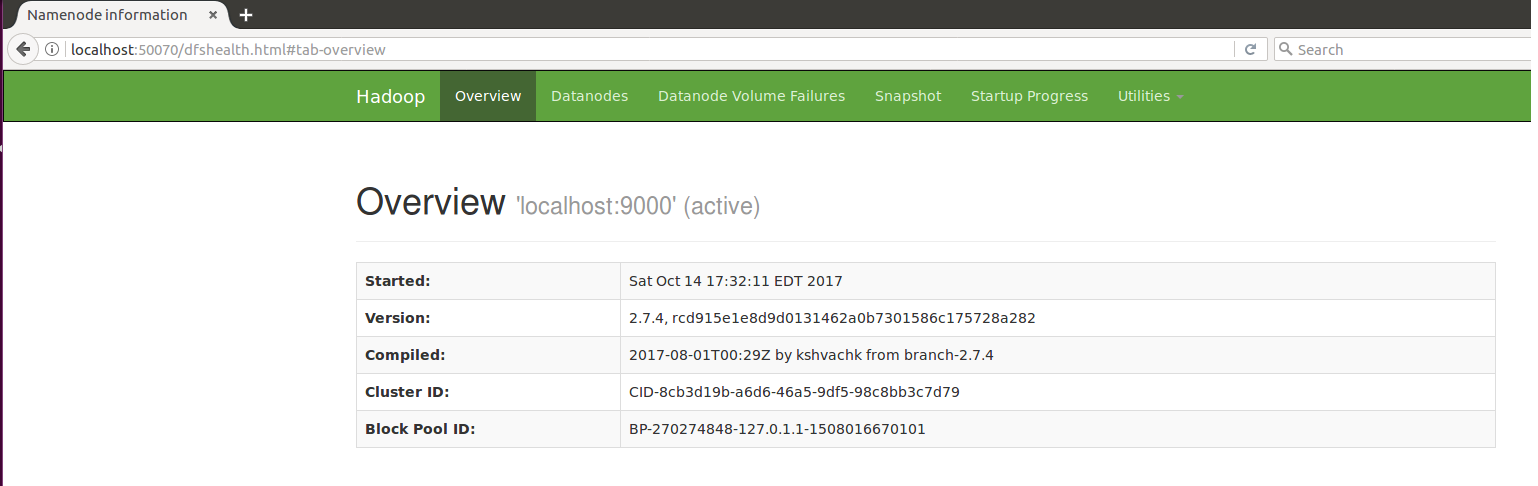 Namenode information
localhost:50070/dfshealth.html#tab-overview
Search
Hadoop Overview Datanodes Datanode Volume Failures Snapshot Startup Progress Utilities
Overview 'localhost:9000' (active)
Started: Sat Oct 14 17:32:11 EDT 2017
Version: 2.7.4, rcd915e1e8d9d0131462a0b7301586c175728a282
Compiled: 2017-08-01T00:29Z by kshvachk from branch-2.7.4
Cluster ID: CID-8cb3d19b-a6d6-46a5-9df5-98c8bb3c7d79
Block Pool ID: BP-270274848-127.0.1.1-1508016670101